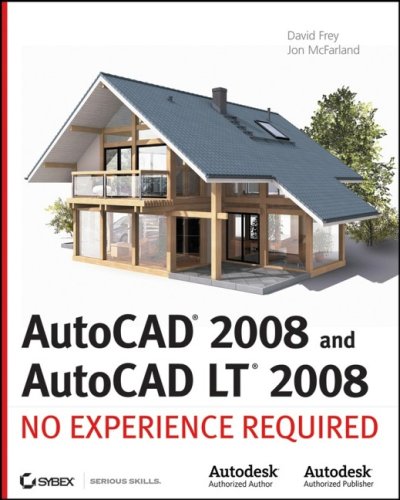 David Frey
Jon McFarland
AutoCAD® 2008 and
AutoCAD LT® 2008
NO EXPERIENCE REQUIRED
SYBEX
SERIOUS SKILLS.
Autodesk®
Authorized Author
Autodesk®
Authorized Publisher